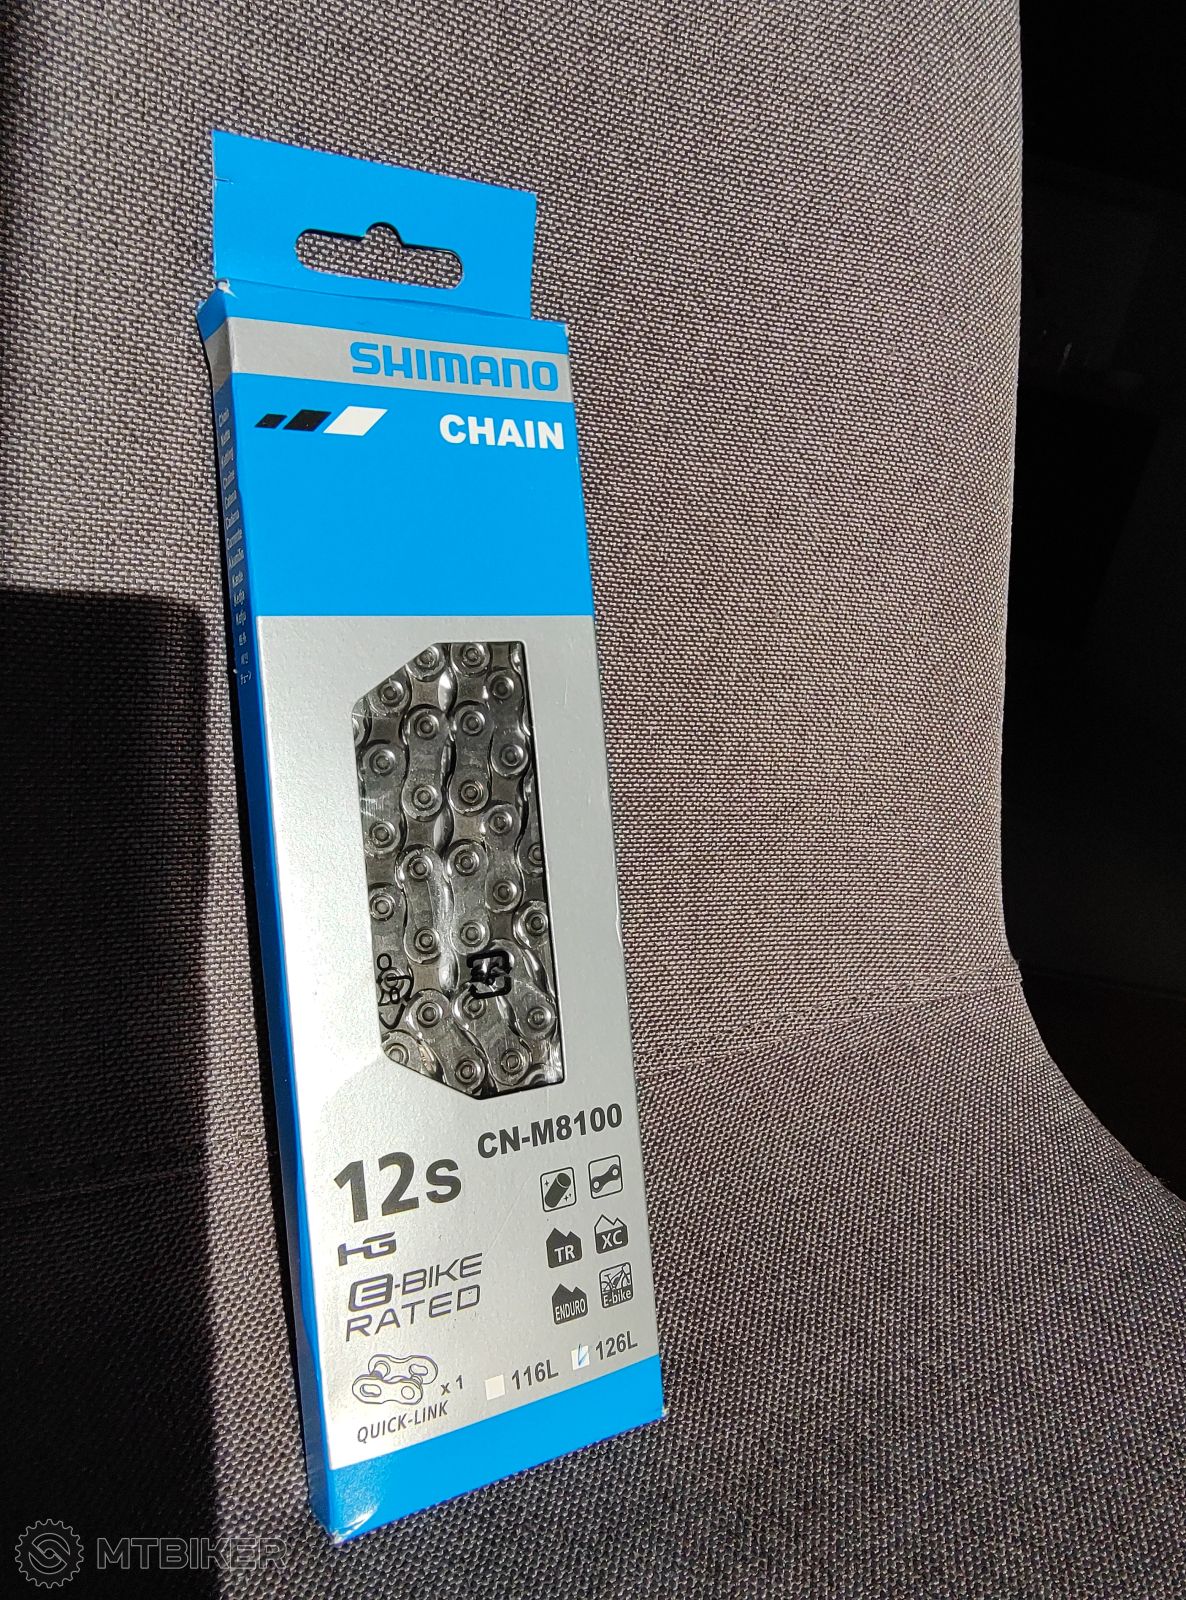 SHIMANO
CHAIN
CN-M8100
12s
HG
TR
XC
E-BIKE
RATED
ENDURO
E-bike
116L
126L
x 1
QUICK-LINK
MTBIKER